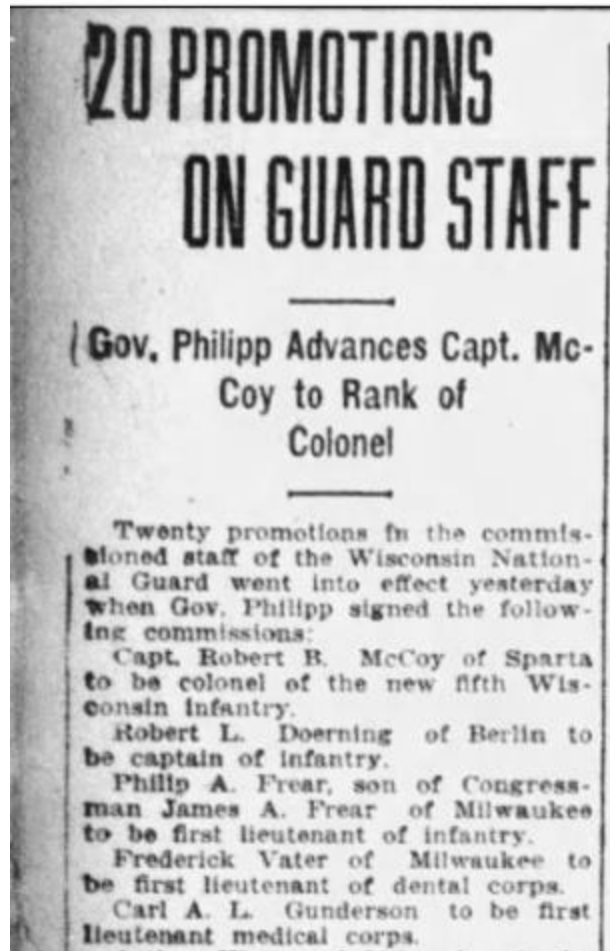 20 PROMOTIONS
ON GUARD STAFF
Gov. Philipp Advances Capt. Mc-
Coy to Rank of
Colonel
Twenty promotions in the commis-
sioned staff of the Wisconsin Nation-
al Guard went into effect yesterday
when Gov. Philipp signed the follow-
ing commissions:
Capt. Robert B. McCoy of Sparta
to be colonel of the new fifth Wis-
consin infantry.
Robert L. Doerning of Berlin to
be captain of infantry.
Philip A. Frear, son of Congress-
man James A. Frear of Milwaukee
to be first lieutenant of infantry.
Frederick Vater of Milwaukee to
be first lieutenant of dental corps.
Carl A. L. Gunderson to be first
lieutenant medical corps.